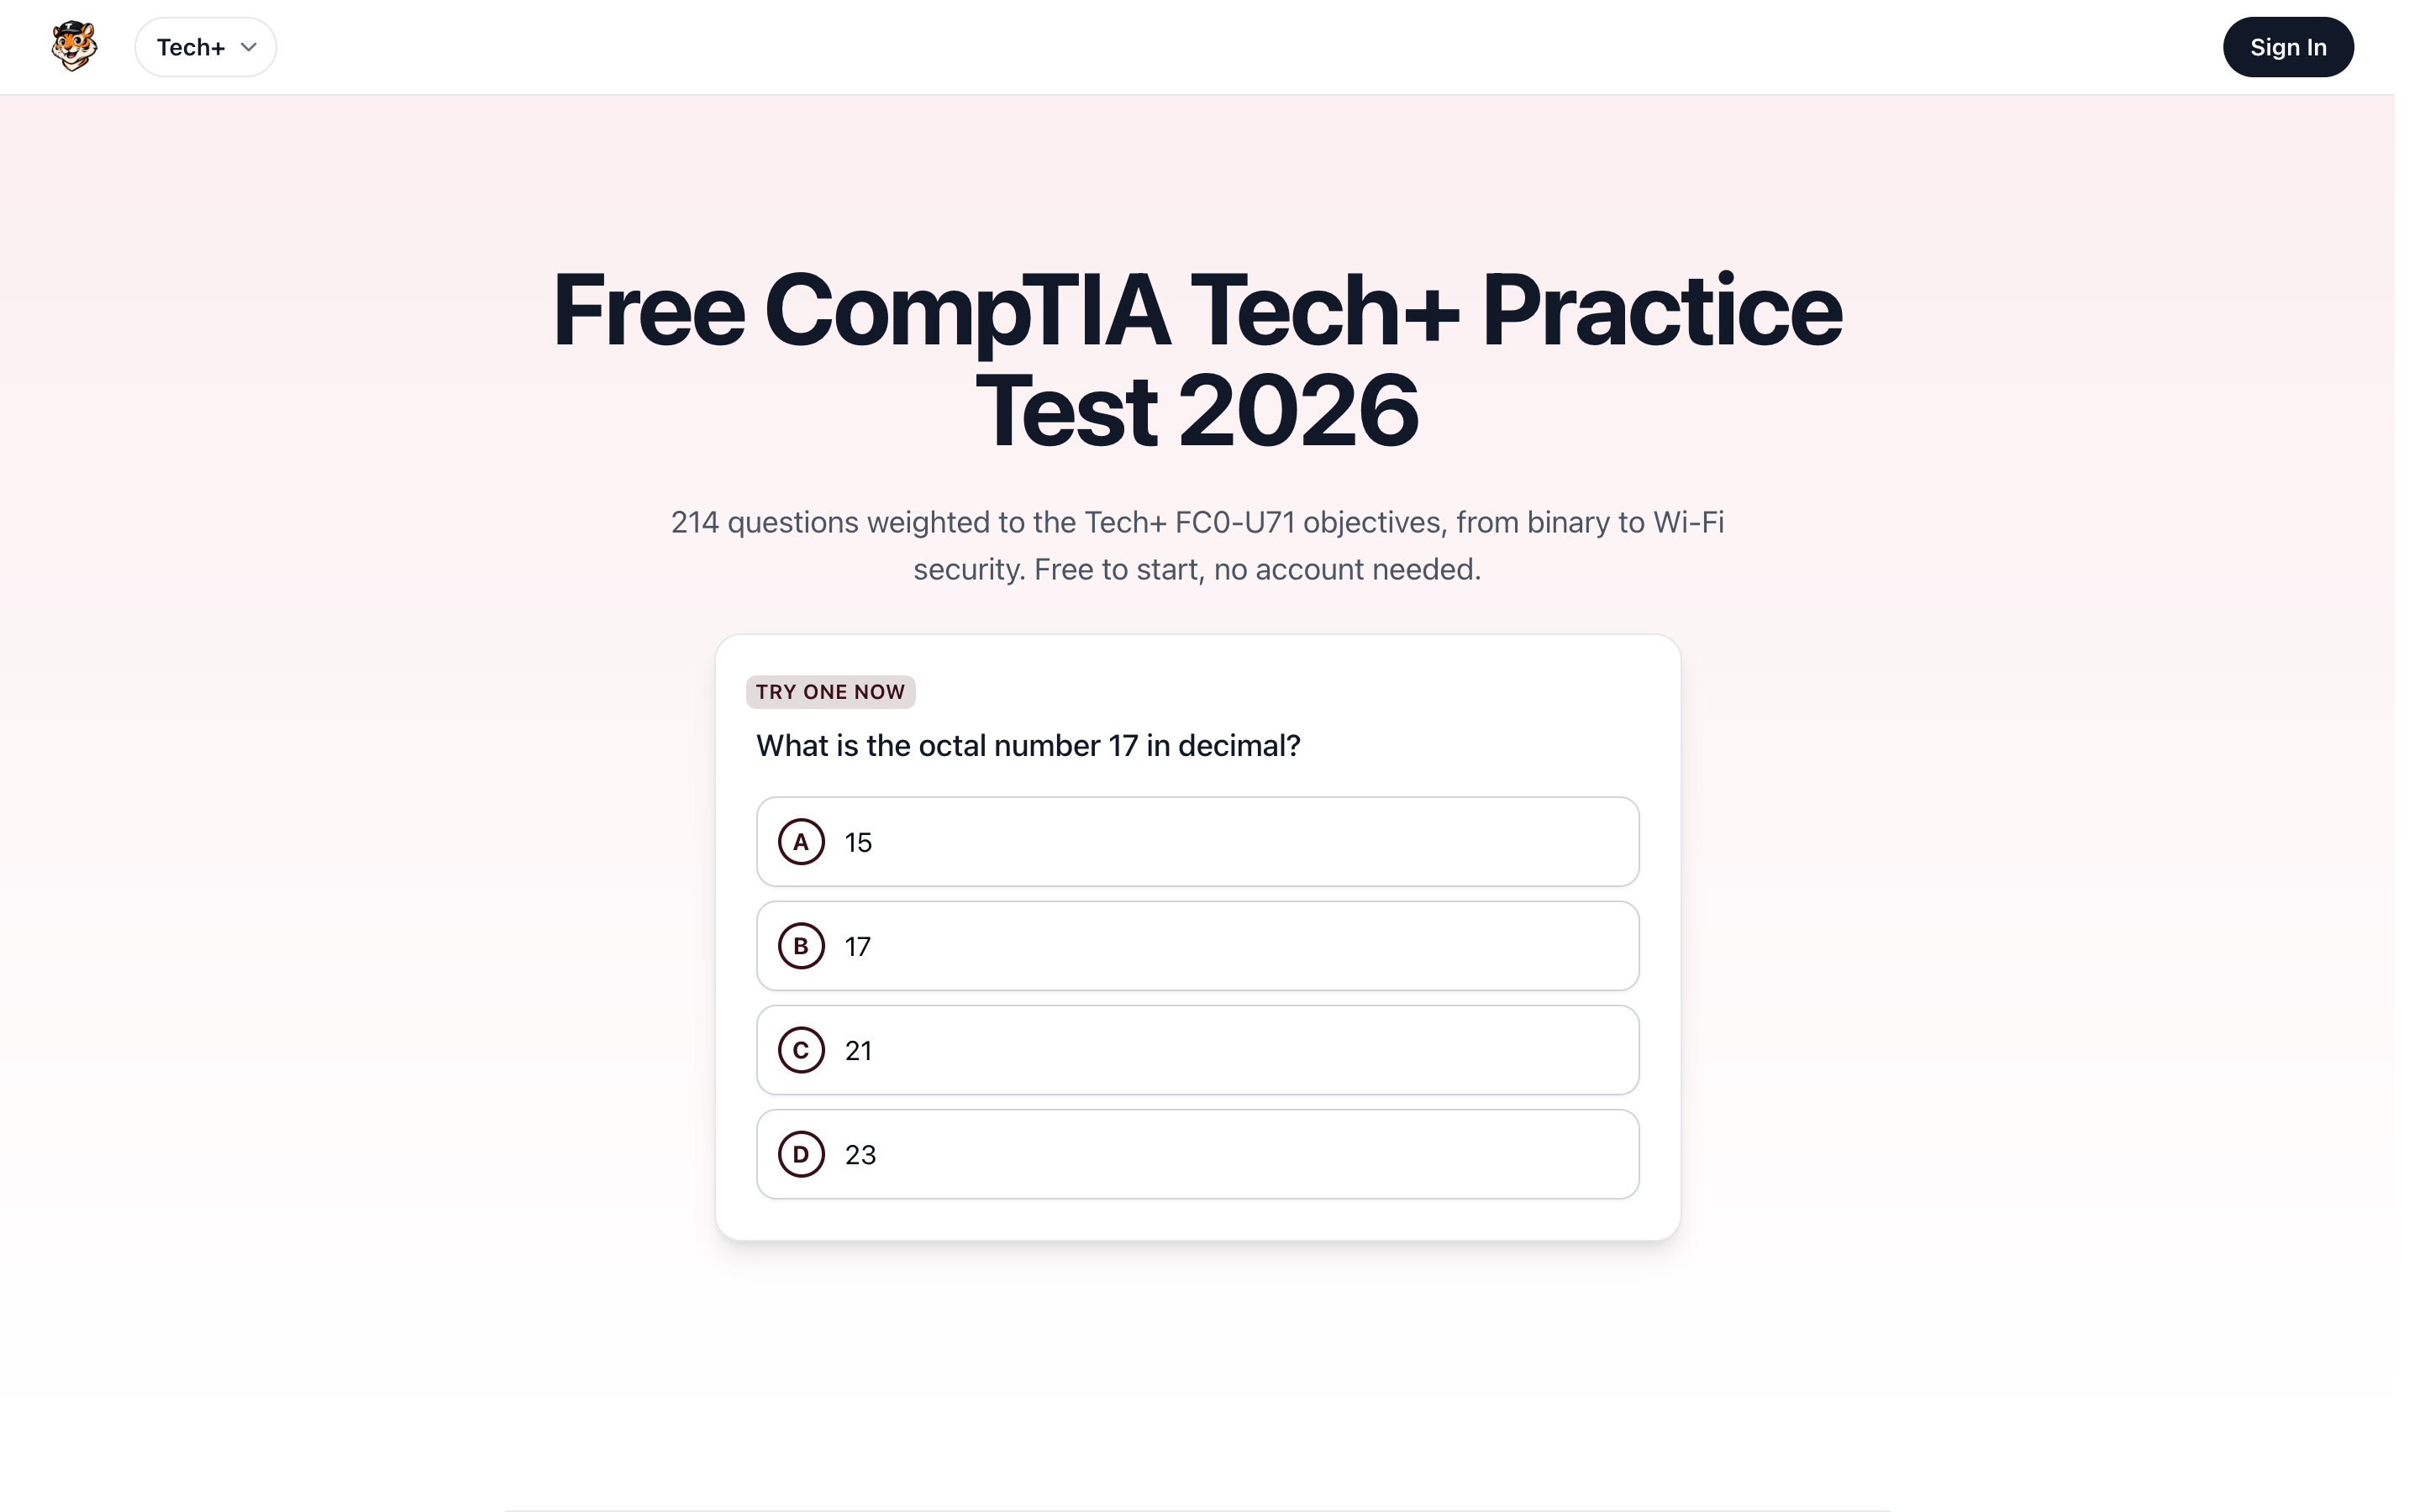 Tech+
Sign In
Free CompTIA Tech+ Practice
Test 2026
214 questions weighted to the Tech+ FC0-U71 objectives, from binary to Wi-Fi
security. Free to start, no account needed.
TRY ONE NOW
What is the octal number 17 in decimal?
A 15
B 17
C 21
D 23